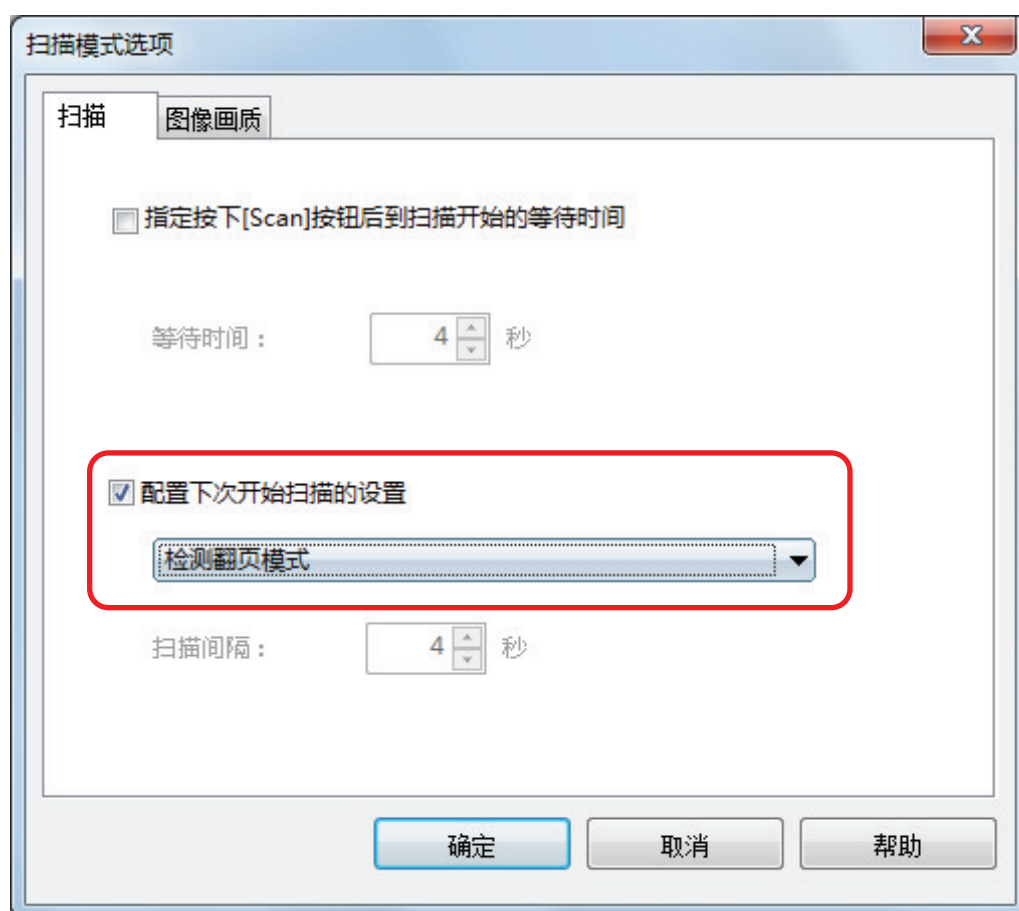 扫描模式选项
扫描 图像画质
指定按下[Scan]按钮后到扫描开始的等待时间
等待时间： 4 秒
配置下次开始扫描的设置
检测翻页模式
扫描间隔： 4 秒
确定 取消 帮助